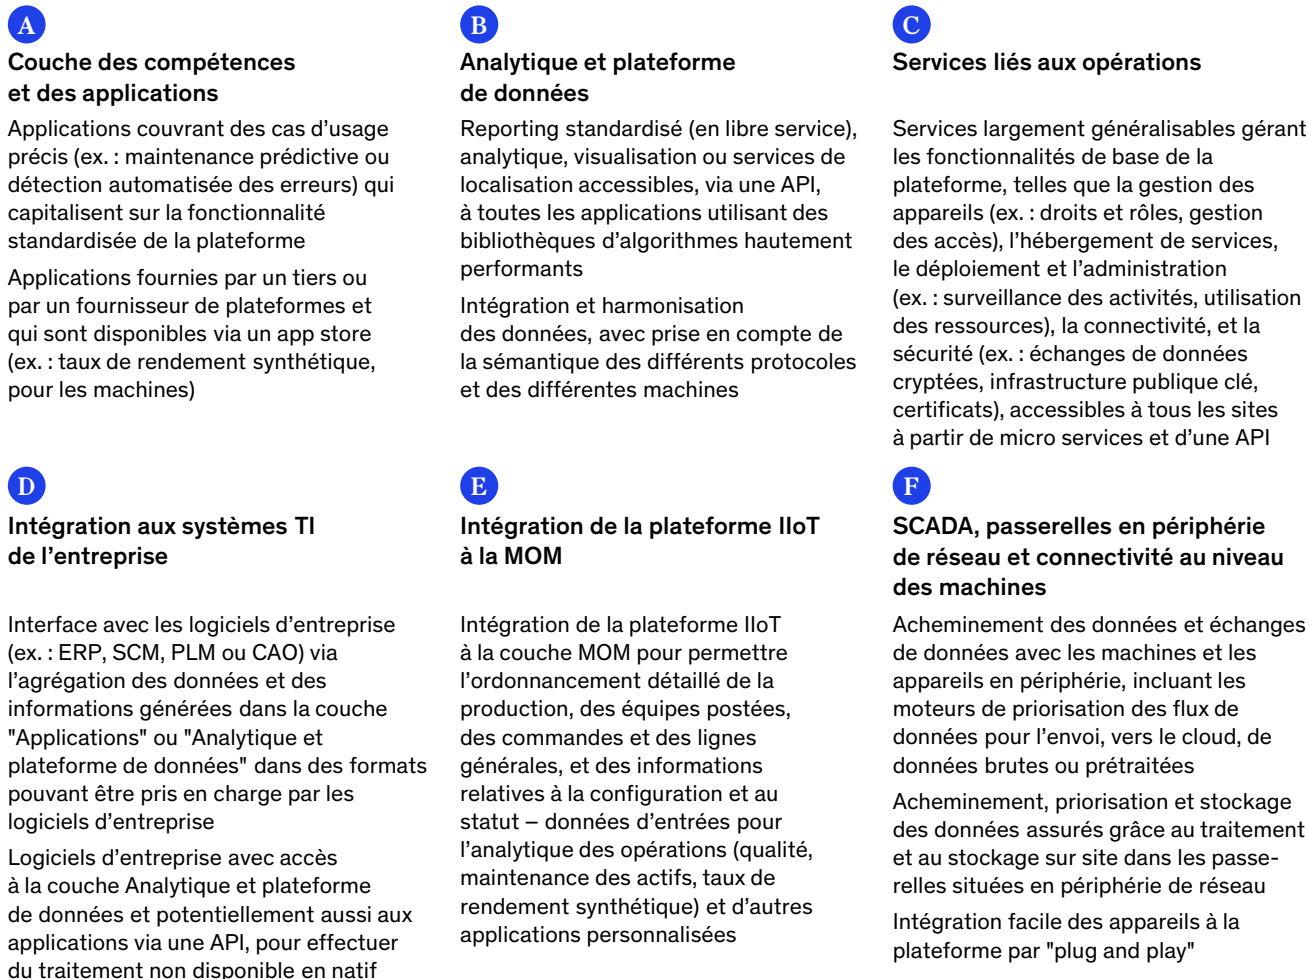 A
Couche des compétences
et des applications
Applications couvrant des cas d’usage
précis (ex. : maintenance prédictive ou
détection automatisée des erreurs) qui
capitalisent sur la fonctionnalité
standardisée de la plateforme
Applications fournies par un tiers ou
par un fournisseur de plateformes et
qui sont disponibles via un app store
(ex. : taux de rendement synthétique,
pour les machines)
B
Analytique et plateforme
de données
Reporting standardisé (en libre service),
analytique, visualisation ou services de
localisation accessibles, via une API,
à toutes les applications utilisant des
bibliothèques d’algorithmes hautement
performants
Intégration et harmonisation
des données, avec prise en compte de
la sémantique des différents protocoles
et des différentes machines
C
Services liés aux opérations
Services largement généralisables gérant
les fonctionnalités de base de la
plateforme, telles que la gestion des
appareils (ex. : droits et rôles, gestion
des accès), l’hébergement de services,
le déploiement et l’administration
(ex. : surveillance des activités, utilisation
des ressources), la connectivité, et la
sécurité (ex. : échanges de données
cryptées, infrastructure publique clé,
certificats), accessibles à tous les sites
à partir de micro services et d’une API
D
Intégration aux systèmes TI
de l’entreprise
Interface avec les logiciels d’entreprise
(ex. : ERP, SCM, PLM ou CAO) via
l’agrégation des données et des
informations générées dans la couche
"Applications" ou "Analytique et
plateforme de données" dans des formats
pouvant être pris en charge par les
logiciels d’entreprise
Logiciels d’entreprise avec accès
à la couche Analytique et plateforme
de données et potentiellement aussi aux
applications via une API, pour effectuer
du traitement non disponible en natif
E
Intégration de la plateforme IIoT
à la MOM
Intégration de la plateforme IIoT
à la couche MOM pour permettre
l’ordonnancement détaillé de la
production, des équipes postées,
des commandes et des lignes
générales, et des informations
relatives à la configuration et au
statut – données d’entrées pour
l’analytique des opérations (qualité,
maintenance des actifs, taux de
rendement synthétique) et d’autres
applications personnalisées
F
SCADA, passerelles en périphérie
de réseau et connectivité au niveau
des machines
Acheminement des données et échanges
de données avec les machines et les
appareils en périphérie, incluant les
moteurs de priorisation des flux de
données pour l’envoi, vers le cloud, de
données brutes ou prétraitées
Acheminement, priorisation et stockage
des données assurés grâce au traitement
et au stockage sur site dans les passe-
relles situées en périphérie de réseau
Intégration facile des appareils à la
plateforme par "plug and play"